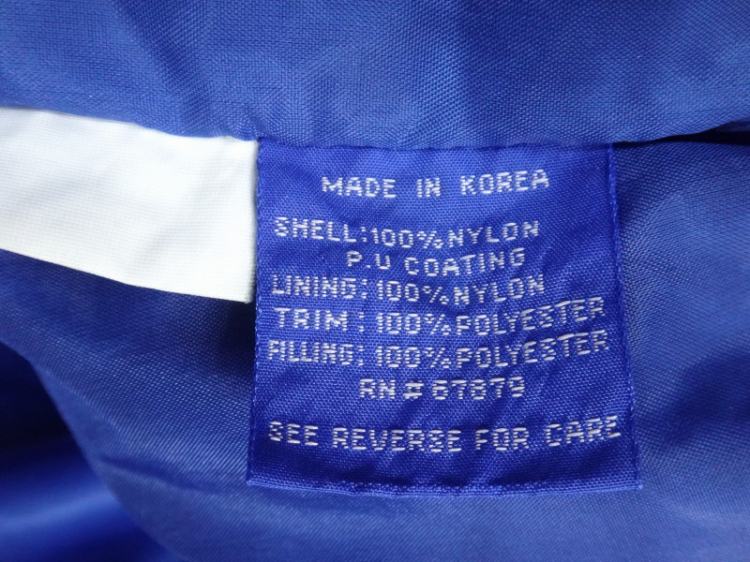 MADE IN KOREA
SHELL:100%NYLON
P.U COATING
LINING:100%NYLON
TRIM:100%POLYESTER
FILLING:100%POLYESTER
RN#67879
SEE REVERSE FOR CARE